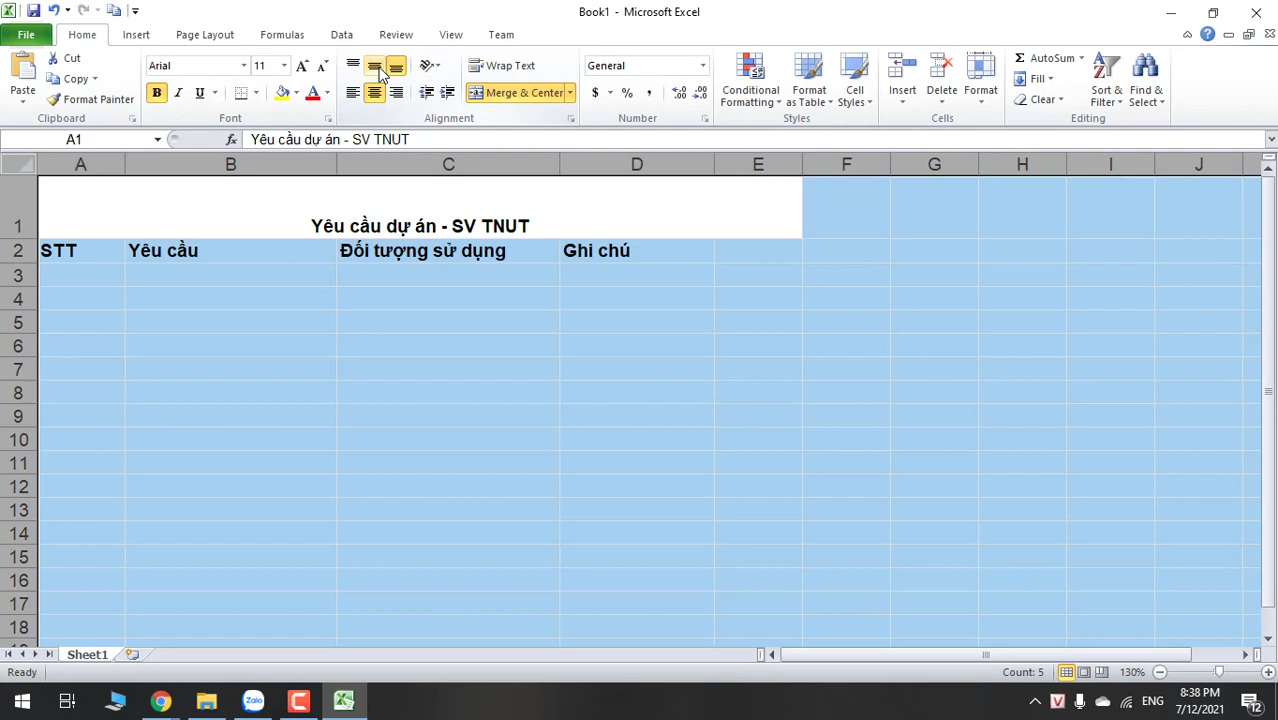 Book1 - Microsoft Excel
File Home Insert Page Layout Formulas Data Review View Team
Paste Cut Copy Format Painter Clipboard
Arial 11 B I U A A A Font
Wrap Text Merge & Center Alignment
General $ % , Number
Conditional Formatting Format as Table Cell Styles Styles
Insert Delete Format Cells
Σ AutoSum Fill Clear Sort & Filter Find & Select Editing
A1 fx Yêu cầu dự án - SV TNUT
A B C D E F G H I J
1 Yêu cầu dự án - SV TNUT
2 STT Yêu cầu Đối tượng sử dụng Ghi chú
3
4
5
6
7
8
9
10
11
12
13
14
15
16
17
18
Sheet1
Ready Count: 5 130%
Zalo V ENG 8:38 PM
7/12/2021 12